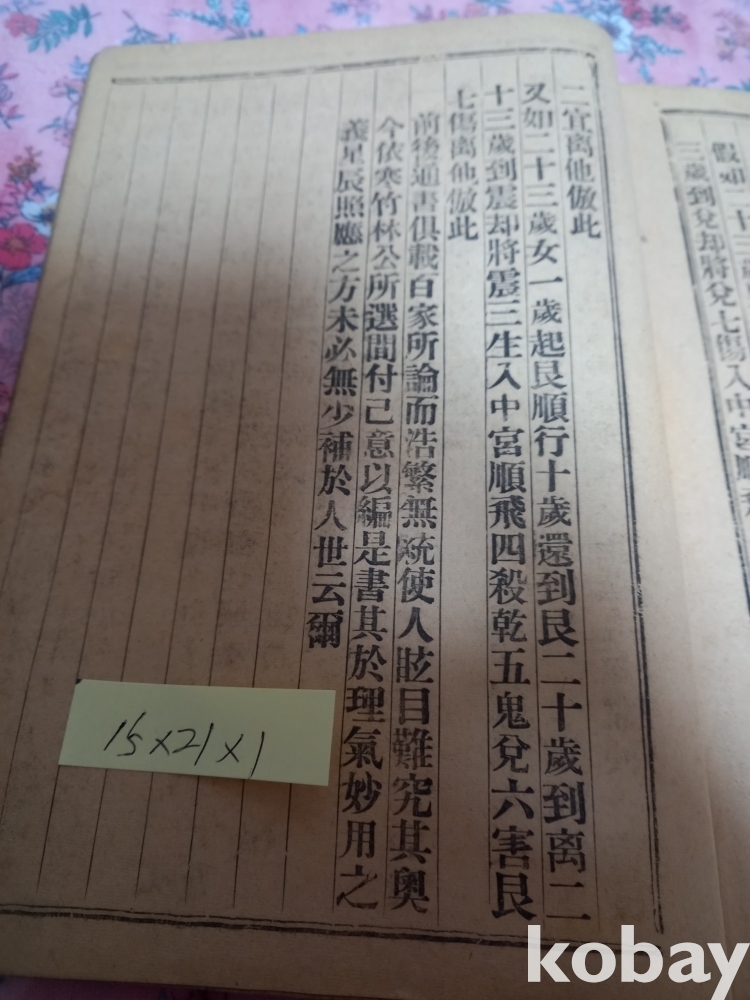 假如二十三歲
三歲到兌却將兌七傷入中宮順飛
二宜离他倣此
又如二十三歲女一歲起艮順行十歲還到艮二十歲到离二
十三歲到震却將震三生入中宮順飛四殺乾五鬼兌六害艮
七傷离他倣此
前後通書俱載百家所論而浩繁無統使人眩目難究其奥
今依寒竹林公所選間付己意以編是書其於理氣妙用之
義星辰照應之方未必無少補於人世云爾
15x21x1
kobay